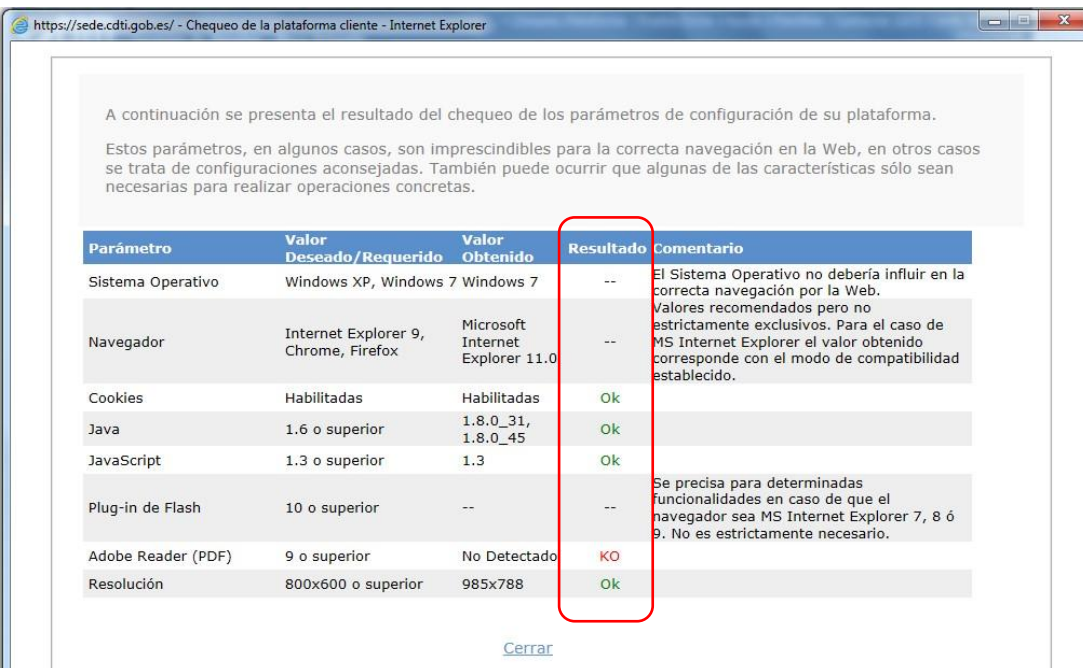 https://sede.cdti.gob.es/ - Chequeo de la plataforma cliente - Internet Explorer
A continuación se presenta el resultado del chequeo de los parámetros de configuración de su plataforma.
Estos parámetros, en algunos casos, son imprescindibles para la correcta navegación en la Web, en otros casos
se trata de configuraciones aconsejadas. También puede ocurrir que algunas de las características sólo sean
necesarias para realizar operaciones concretas.
Parámetro Valor Deseado/Requerido Valor Obtenido Resultado Comentario
Sistema Operativo Windows XP, Windows 7 Windows 7 -- El Sistema Operativo no debería influir en la
correcta navegación por la Web.
Navegador Internet Explorer 9, Chrome, Firefox Microsoft Internet Explorer 11.0 -- Valores recomendados pero no
estrictamente exclusivos. Para el caso de
MS Internet Explorer el valor obtenido
corresponde con el modo de compatibilidad
establecido.
Cookies Habilitadas Habilitadas Ok
Java 1.6 o superior 1.8.0_31, 1.8.0_45 Ok
JavaScript 1.3 o superior 1.3 Ok
Plug-in de Flash 10 o superior -- -- Se precisa para determinadas
funcionalidades en caso de que el
navegador sea MS Internet Explorer 7, 8 ó
9. No es estrictamente necesario.
Adobe Reader (PDF) 9 o superior No Detectado KO
Resolución 800x600 o superior 985x788 Ok
Cerrar